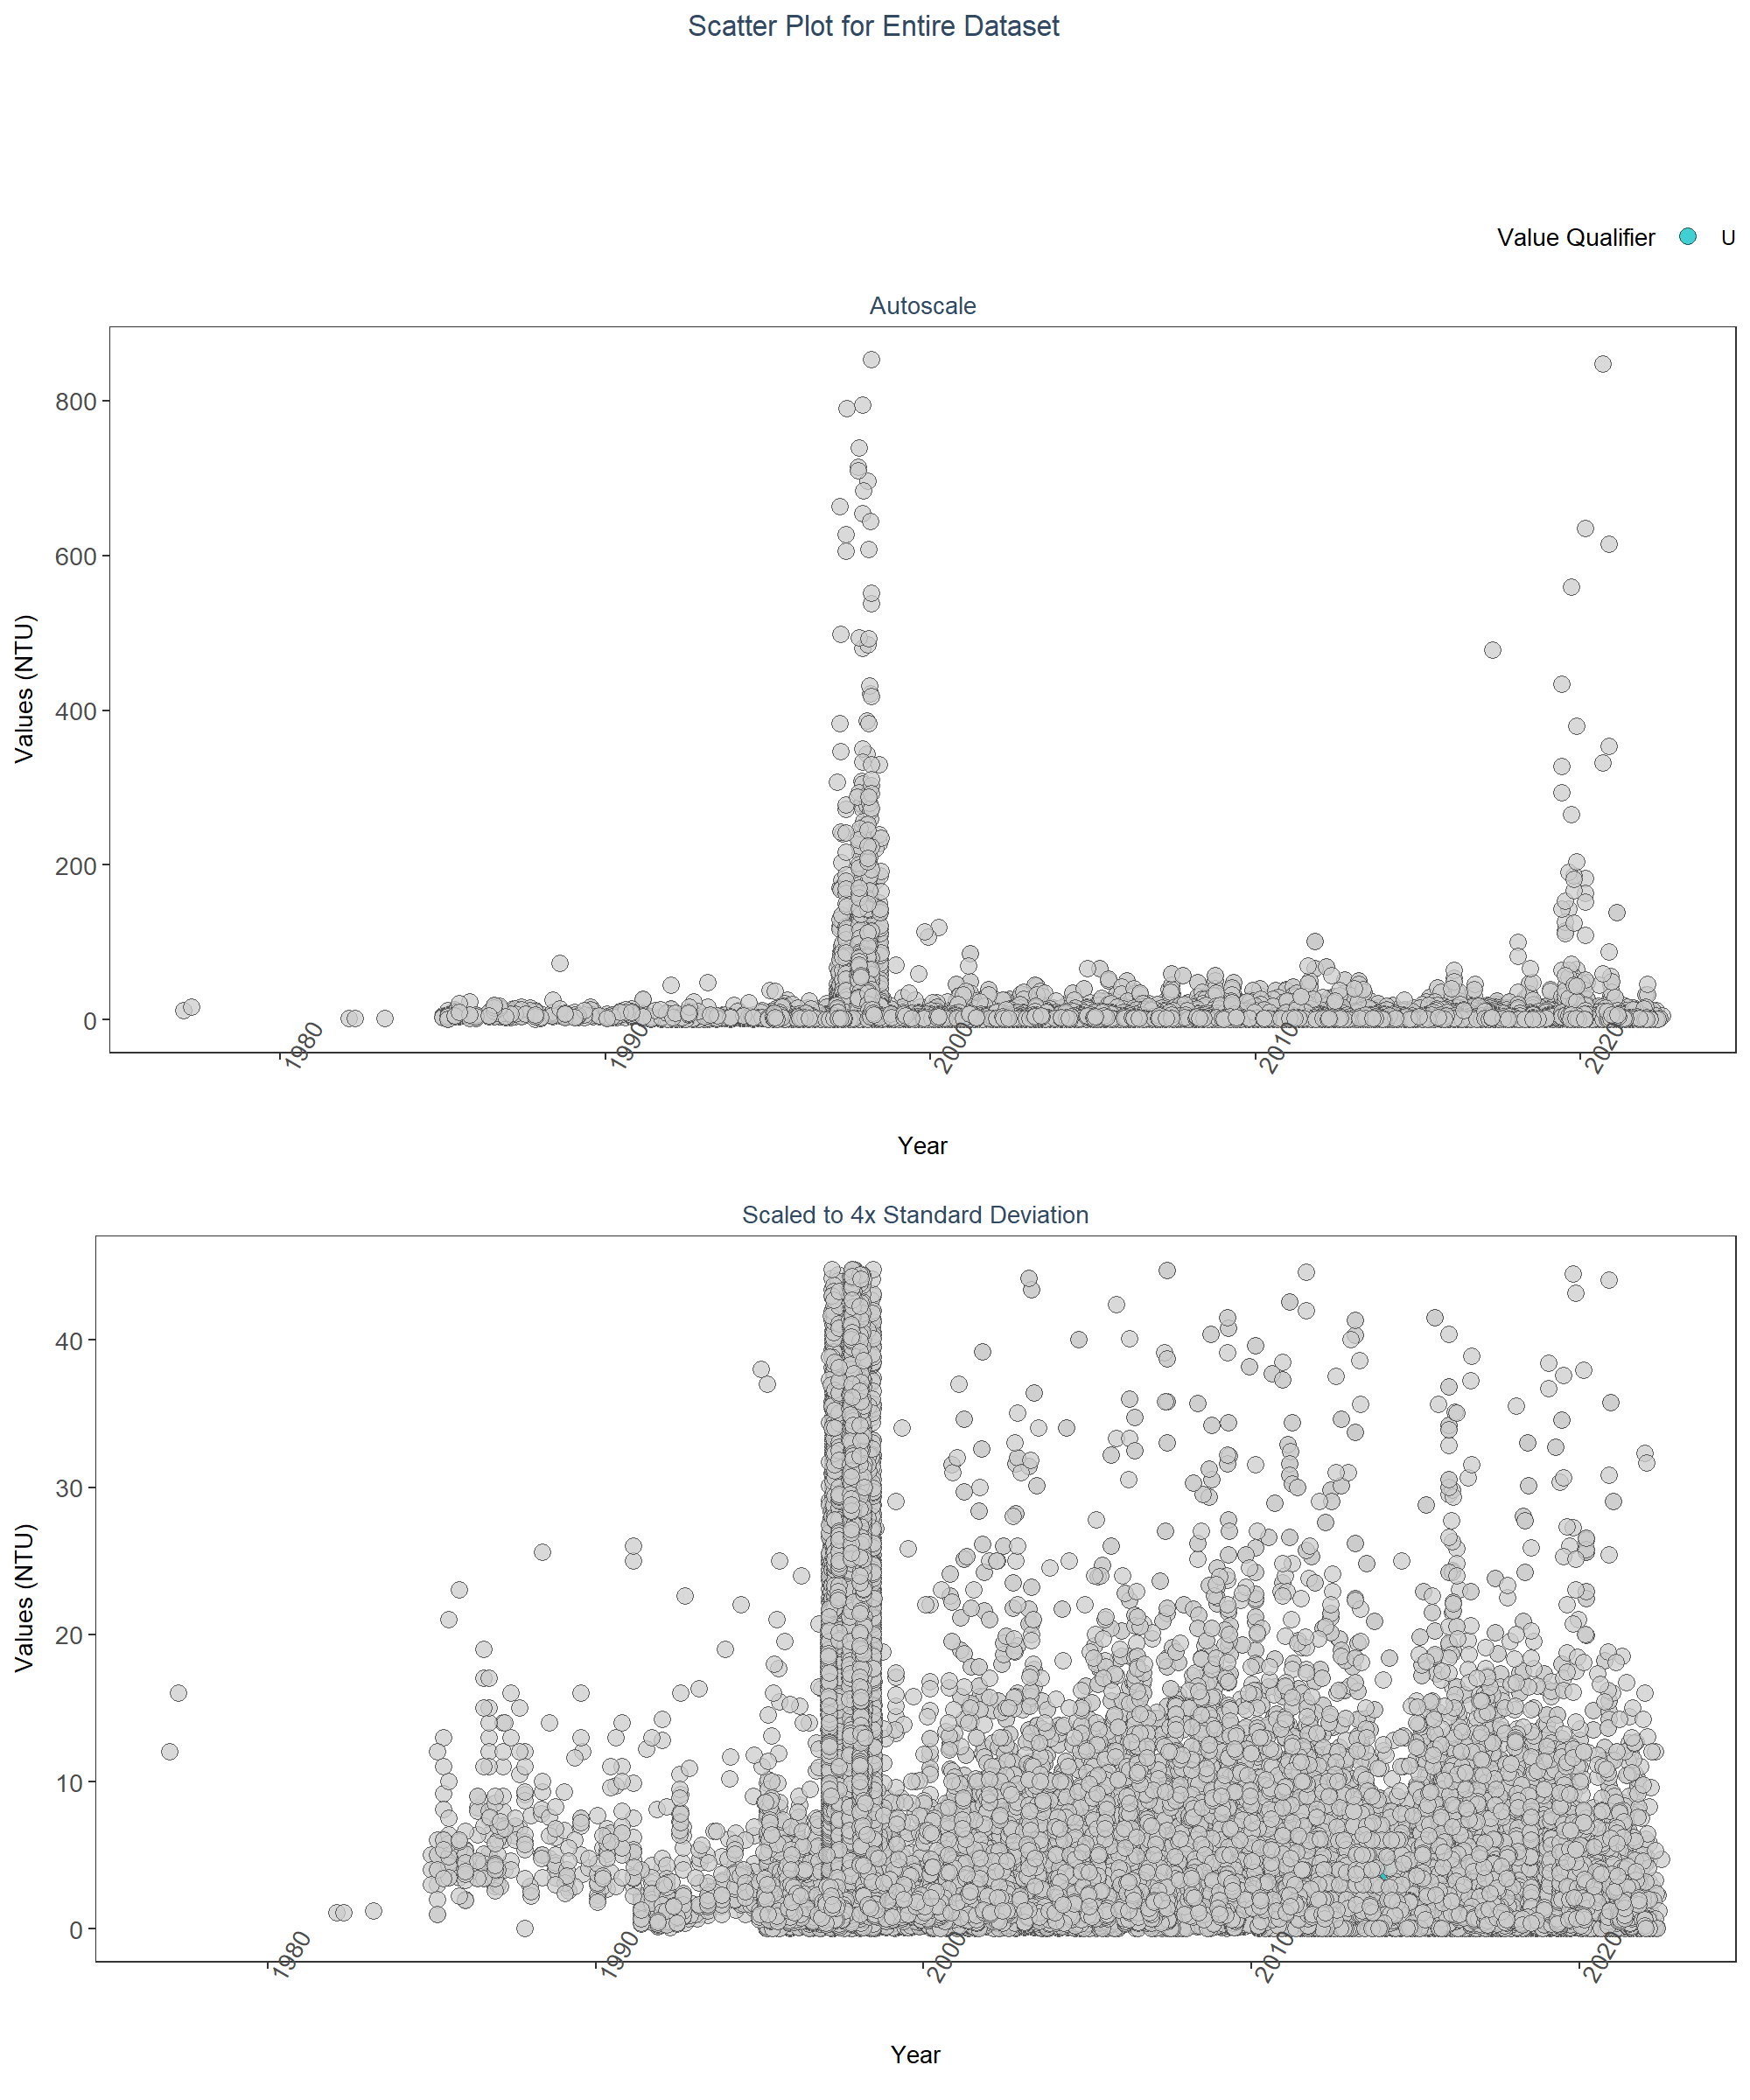 Scatter Plot for Entire Dataset
Value Qualifier U
Autoscale
Values (NTU)
800
600
400
200
0
1980 1990 2000 2010 2020
Year
Scaled to 4x Standard Deviation
Values (NTU)
40
30
20
10
0
1980 1990 2000 2010 2020
Year